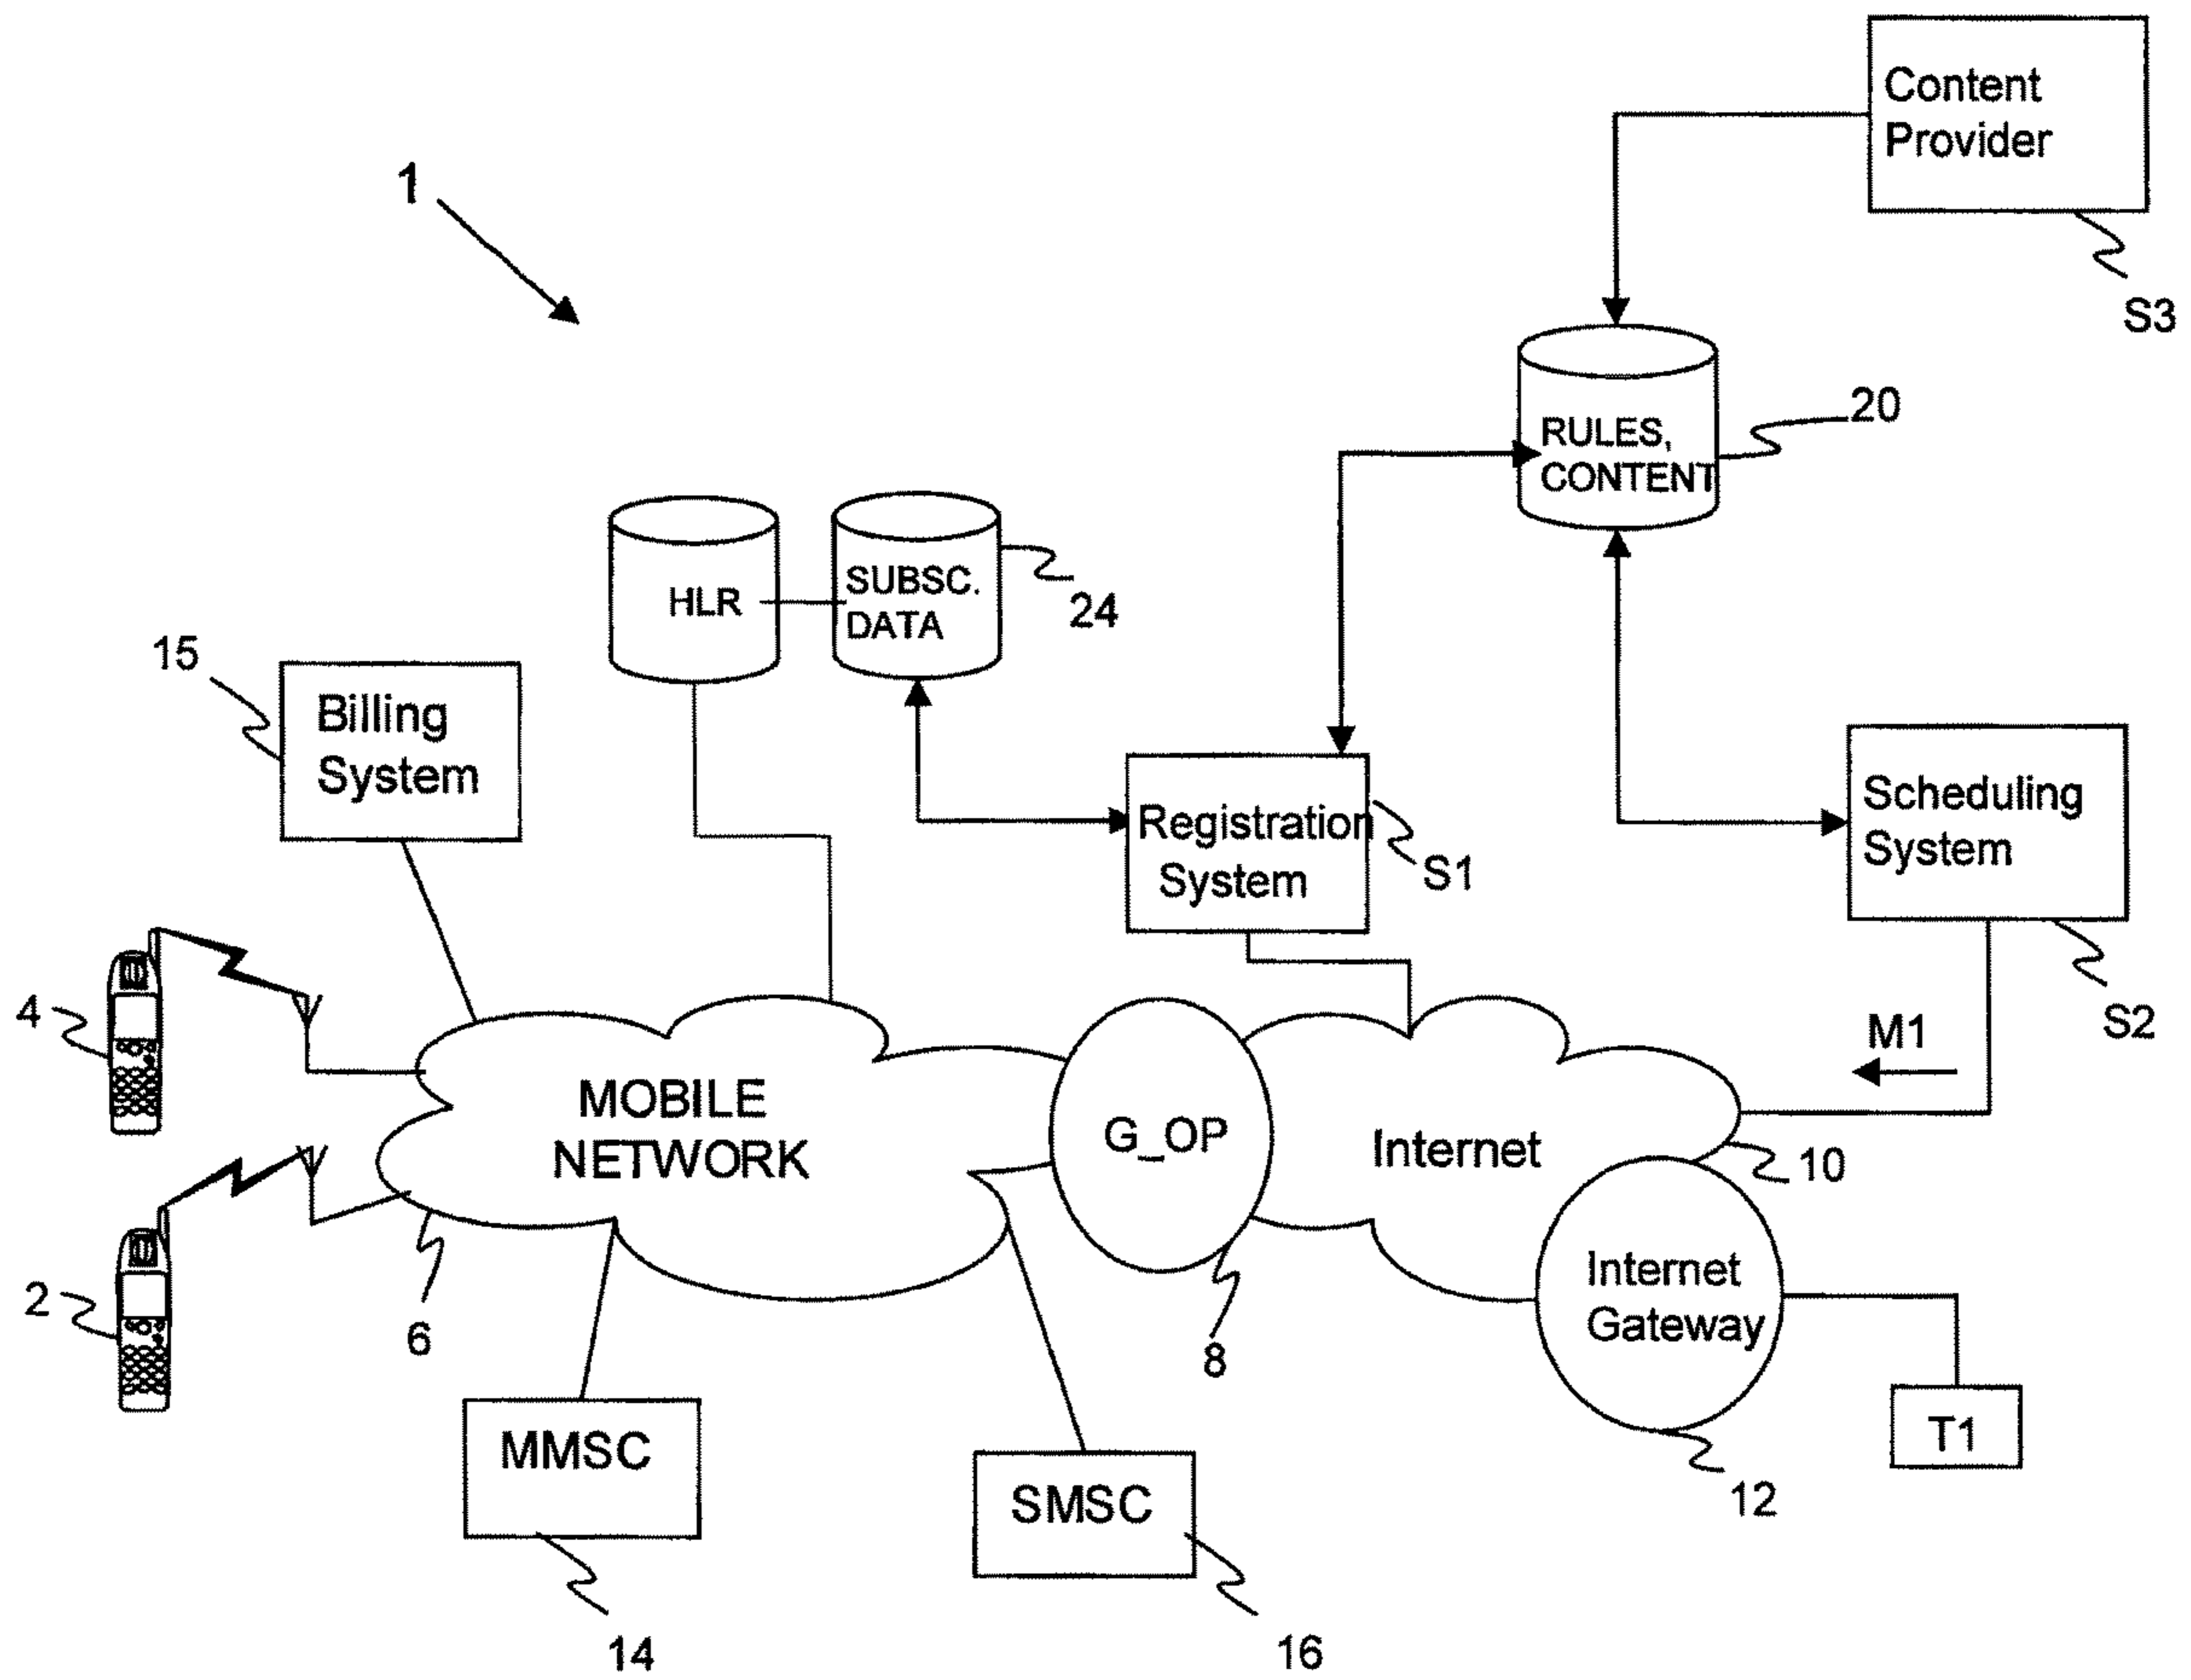 Content
Provider
1
S3
20
RULES,
CONTENT
SUBSC.
DATA
HLR
24
15
Billing
System
Scheduling
System
Registration
System
S1
4
S2
M1
MOBILE
NETWORK
G_OP
Internet
10
2
Internet
Gateway
6
8
T1
MMSC
SMSC
12
14
16